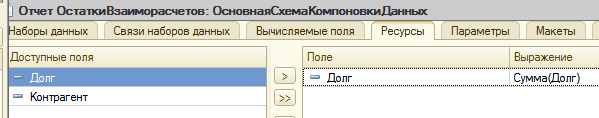 Отчет ОстаткиВзаиморасчетов: ОсновнаяСхемаКомпоновкиДанных
Наборы данных Связи наборов данных Вычисляемые поля Ресурсы Параметры Макеты
Доступные поля
Долг
Контрагент
>
>>
Поле Выражение
Долг Сумма(Долг)